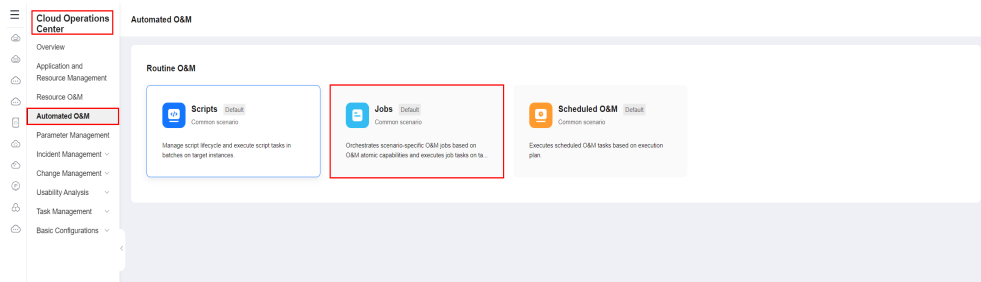 Cloud Operations
Center
Automated O&M
Overview
Application and
Resource Management
Resource O&M
Automated O&M
Parameter Management
Incident Management
Change Management
Usability Analysis
Task Management
Basic Configurations
Routine O&M
Scripts Default
Common scenario
Manage script lifecycle and execute script tasks in
batches on target instances.
Jobs Default
Common scenario
Orchestrates scenario-specific O&M jobs based on
O&M atomic capabilities and executes job tasks on ta...
Scheduled O&M Default
Common scenario
Executes scheduled O&M tasks based on execution
plan.